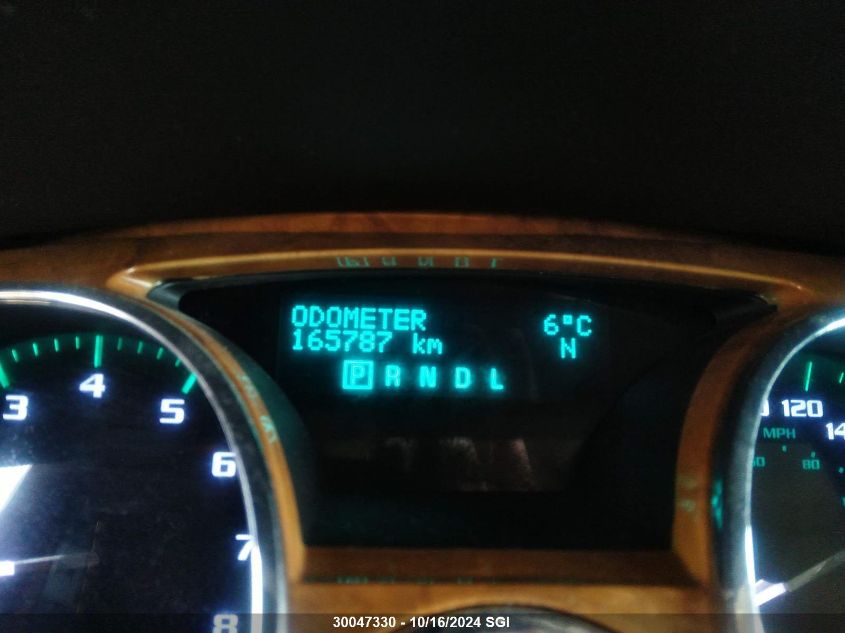 ODOMETER 6°C
165787 km N
P R N D L
3 4 5 6 7 8
120
MPH
80
30047330 - 10/16/2024 SGI